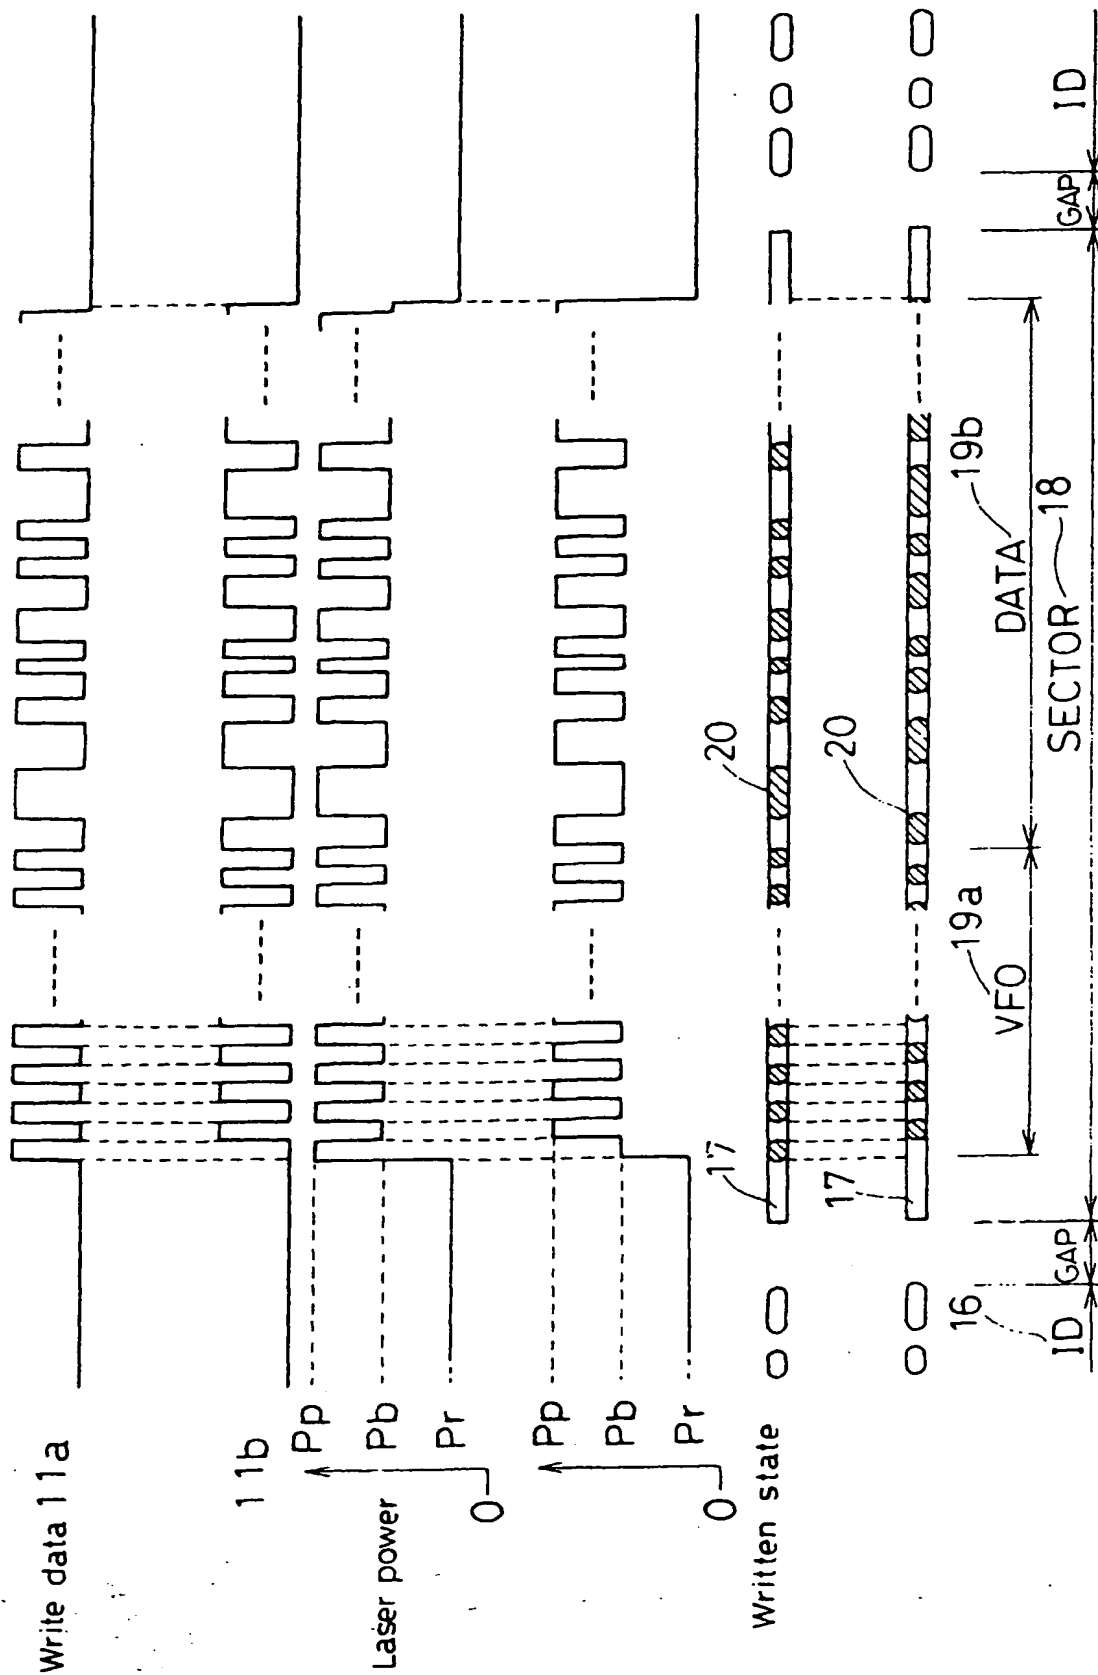 Write data 11a
11b
Laser power
Pp
Pb
Pr
0
Pp
Pb
Pr
0
Written state
17
20
17
20
16
ID
GAP
VFO
19a
DATA
19b
SECTOR
18
GAP
ID